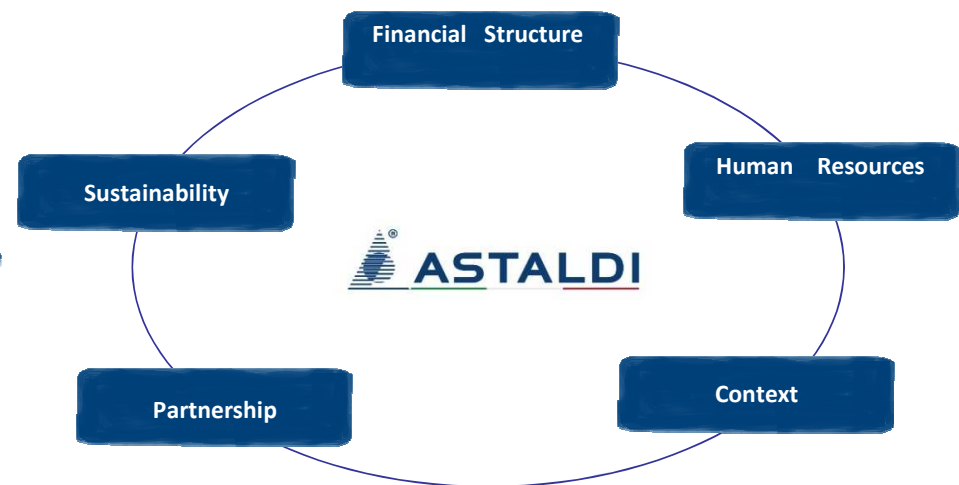 Financial Structure
Human Resources
Sustainability
® ASTALDI
Context
Partnership